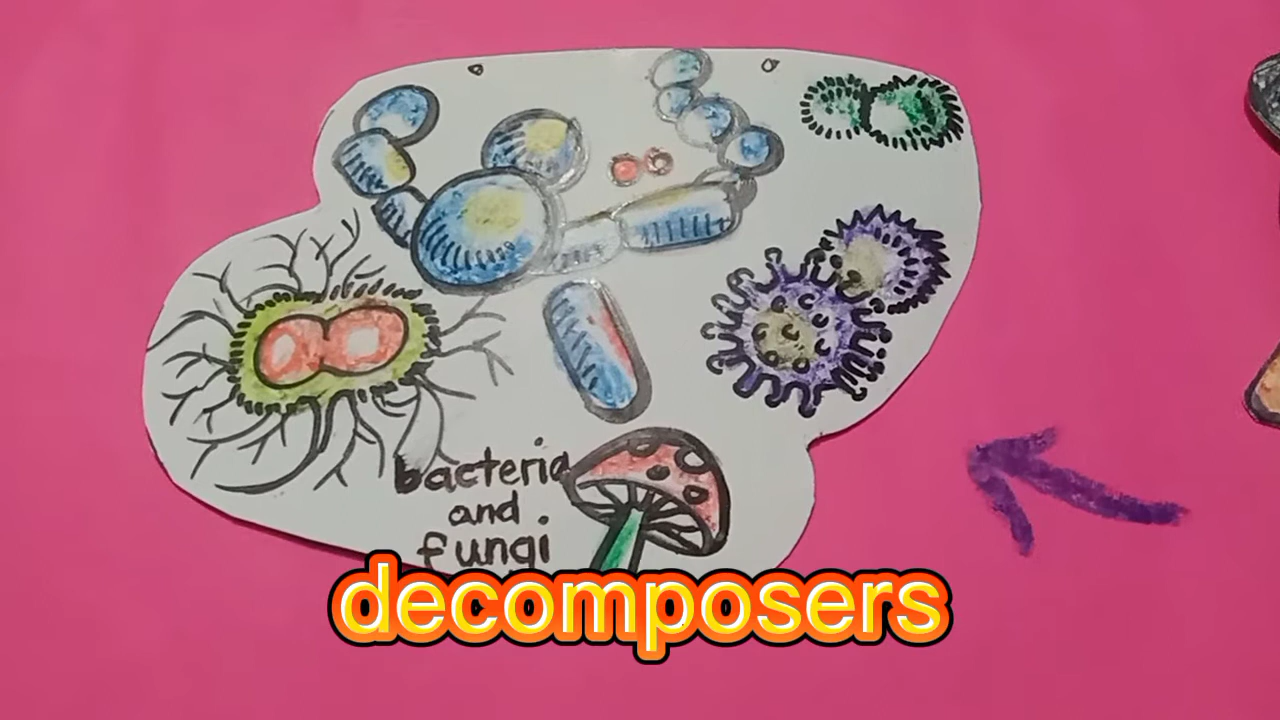 bacteria
and
fungi
decomposers